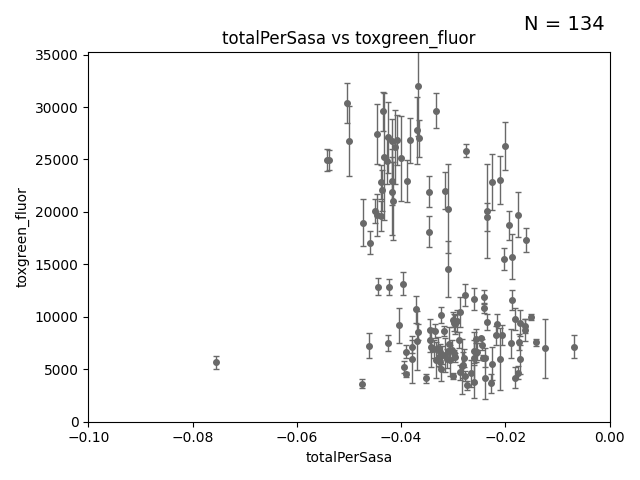 N = 134
totalPerSasa vs toxgreen_fluor
35000
30000
25000
20000
15000
10000
5000
0
toxgreen_fluor
−0.10 −0.08 −0.06 −0.04 −0.02 0.00
totalPerSasa